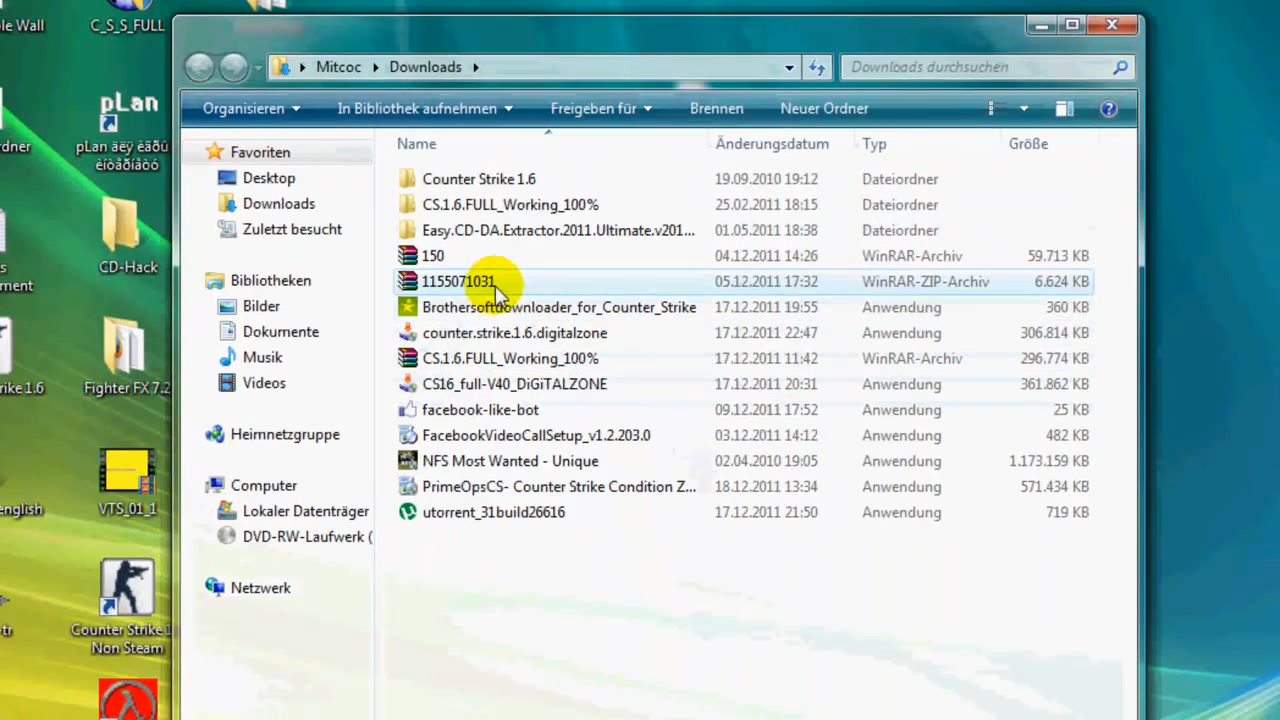 le Wall
C_S_S_FULL
Mitcoc
Downloads
Downloads durchsuchen
Organisieren
In Bibliothek aufnehmen
Freigeben für
Brennen
Neuer Ordner
Name
Änderungsdatum
Typ
Größe
Favoriten
Desktop
Downloads
Zuletzt besucht
Bibliotheken
Bilder
Dokumente
Musik
Videos
Heimnetzgruppe
Computer
Lokaler Datenträger
DVD-RW-Laufwerk (
Netzwerk
Counter Strike 1.6 19.09.2010 19:12 Dateiordner
CS.1.6.FULL_Working_100% 25.02.2011 18:15 Dateiordner
Easy.CD-DA.Extractor.2011.Ultimate.v201... 01.05.2011 18:38 Dateiordner
150 04.12.2011 14:26 WinRAR-Archiv 59.713 KB
1155071031 05.12.2011 17:32 WinRAR-ZIP-Archiv 6.624 KB
Brothersoftdownloader_for_Counter_Strike 17.12.2011 19:55 Anwendung 360 KB
counter.strike.1.6.digitalzone 17.12.2011 22:47 Anwendung 306.814 KB
CS.1.6.FULL_Working_100% 17.12.2011 11:42 WinRAR-Archiv 296.774 KB
CS16_full-V40_DiGiTALZONE 17.12.2011 20:31 Anwendung 361.862 KB
facebook-like-bot 09.12.2011 17:52 Anwendung 25 KB
FacebookVideoCallSetup_v1.2.203.0 03.12.2011 14:12 Anwendung 482 KB
NFS Most Wanted - Unique 02.04.2010 19:05 Anwendung 1.173.159 KB
PrimeOpsCS- Counter Strike Condition Z... 18.12.2011 13:34 Anwendung 571.434 KB
utorrent_31build26616 17.12.2011 21:50 Anwendung 719 KB
rdner
pLan
pLan äëÿ èãðû
èíòåðíåò
s
ment
CD-Hack
rike 1.6
Fighter FX 7.2
english
VTS_01_1
-tr
Counter Strike 1
Non Steam